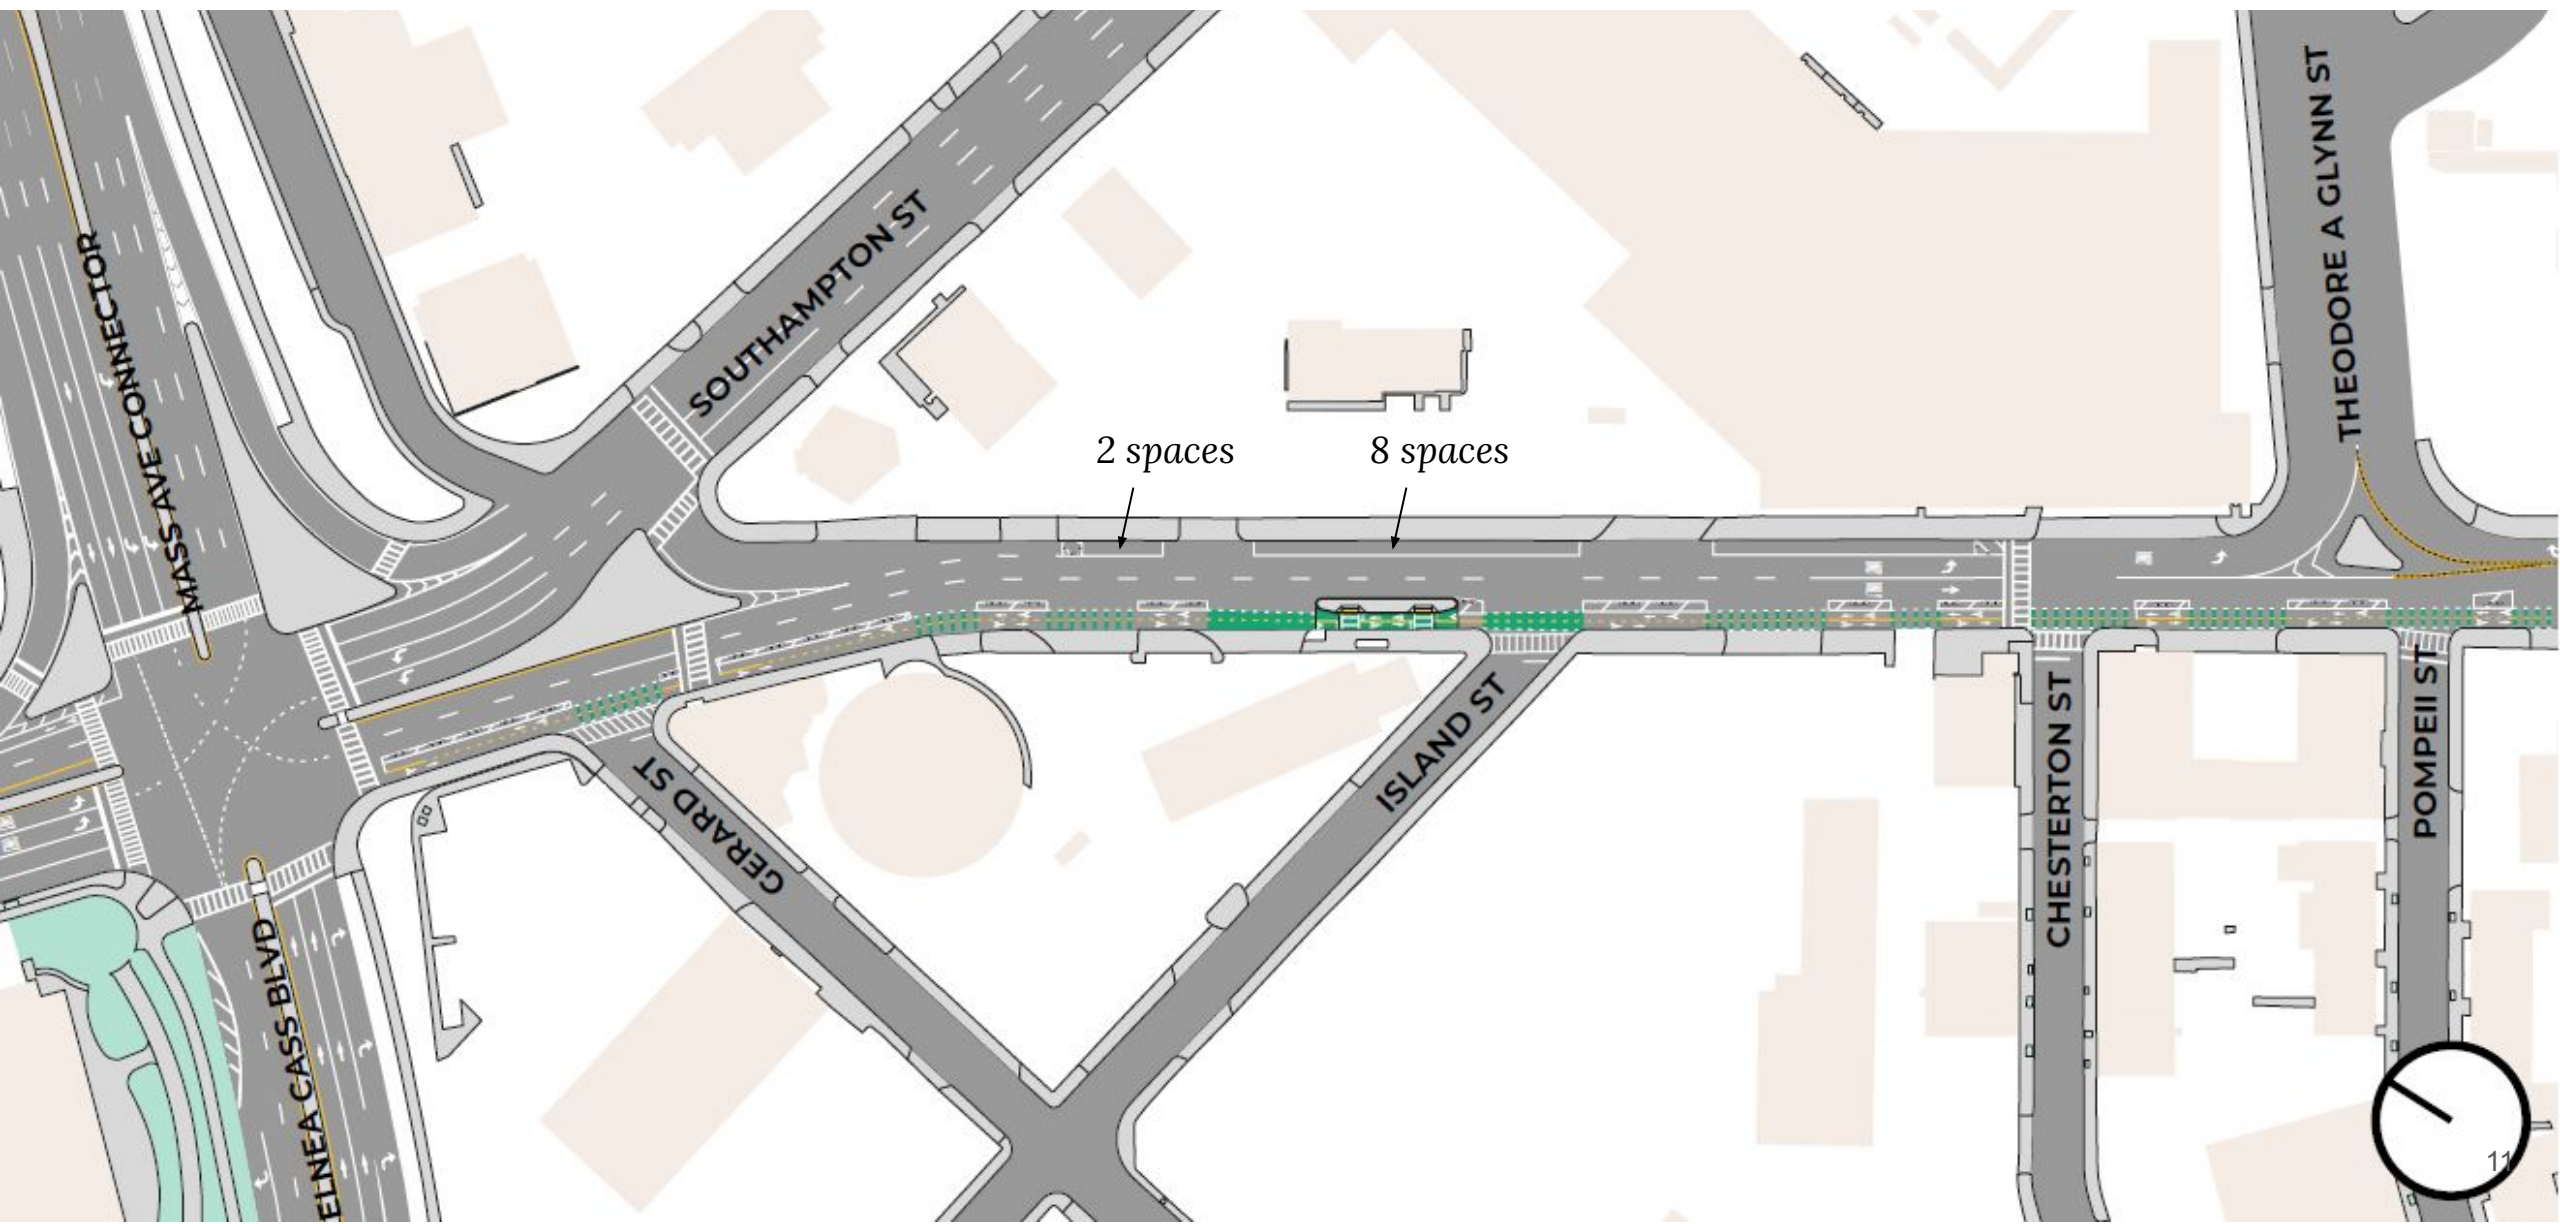 MASS AVE CONNECTOR
SOUTHAMPTON ST
THEODORE A GLYNN ST
2 spaces
8 spaces
GERARD ST
ISLAND ST
CHESTERTON ST
POMPEII ST
ELNEA CASS BLVD
11